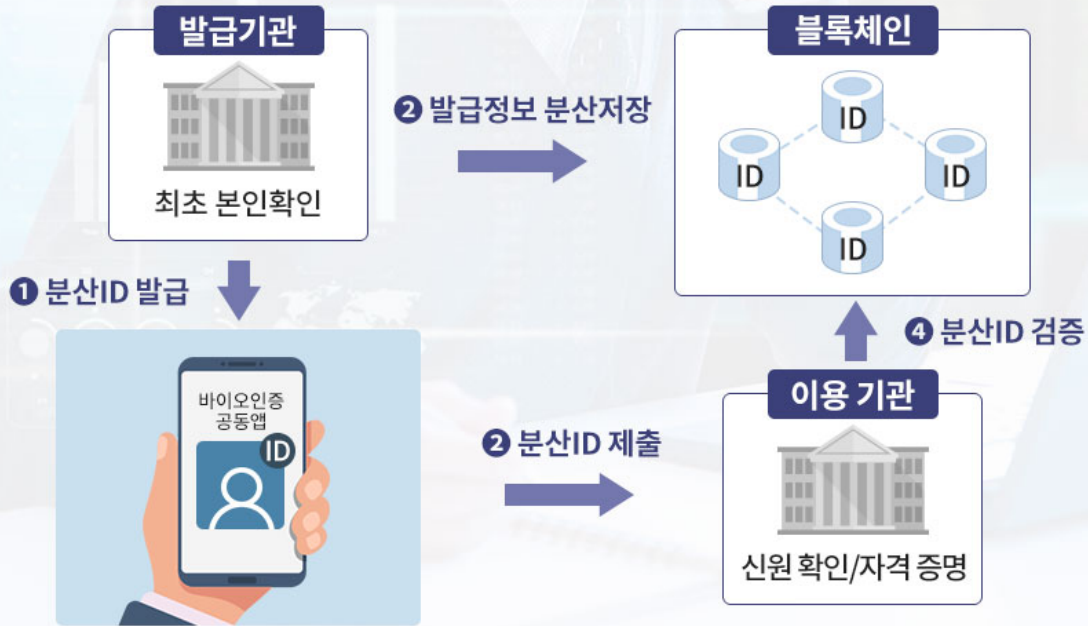 발급기관
최초 본인확인
❷ 발급정보 분산저장
블록체인
ID
ID
ID
ID
❶ 분산ID 발급
바이오인증
공동앱
ID
❷ 분산ID 제출
❹ 분산ID 검증
이용 기관
신원 확인/자격 증명